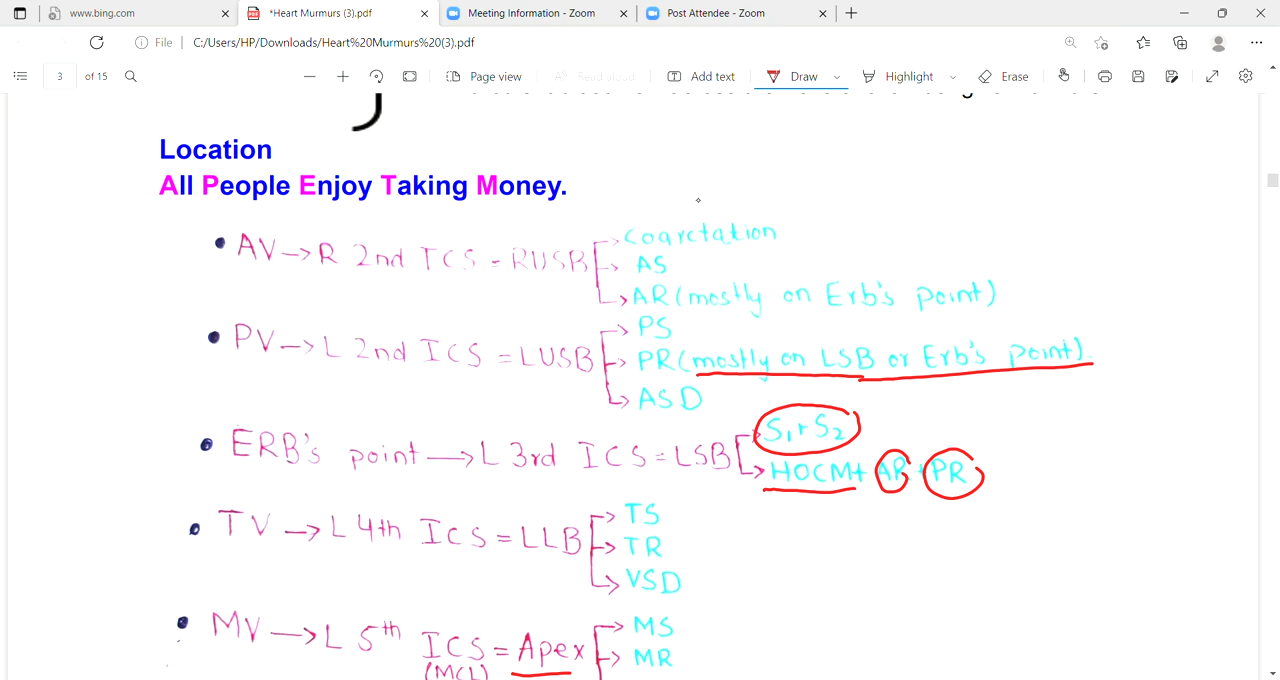 www.bing.com
*Heart Murmurs (3).pdf
Meeting Information - Zoom
Post Attendee - Zoom
File
C:/Users/HP/Downloads/Heart%20Murmurs%20(3).pdf
3 of 15
Page view
Read aloud
Add text
Draw
Highlight
Erase
Location
All People Enjoy Taking Money.
AV → R 2nd ICS = RUSB
Coarctation
AS
AR (mostly on Erb's point)
PV → L 2nd ICS = LUSB
PS
PR (mostly on LSB or Erb's point).
ASD
ERB's point → L 3rd ICS = LSB
S1 + S2
HOCM + AR + PR
TV → L 4th ICS = LLB
TS
TR
VSD
MV → L 5th ICS = Apex
(MCL)
MS
MR